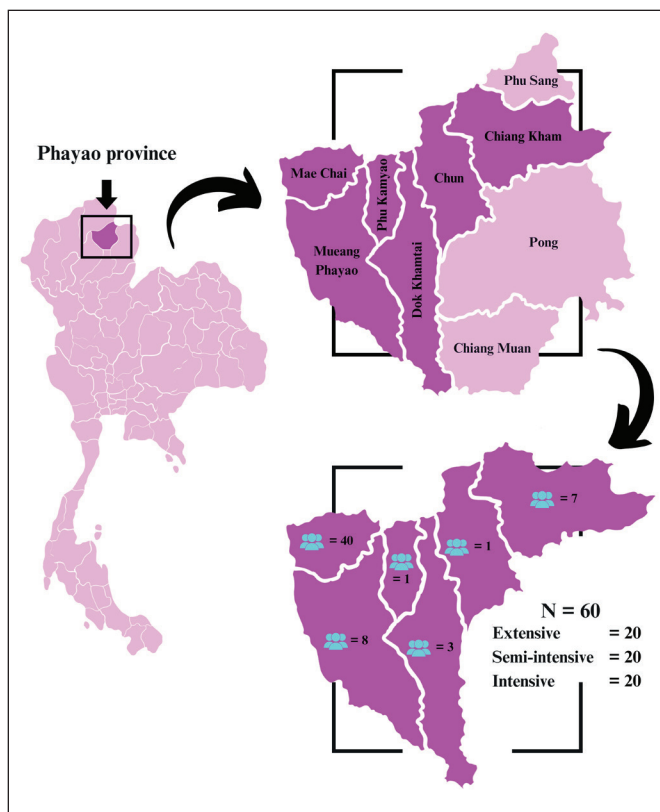 Phayao province
Phu Sang
Chiang Kham
Mae Chai
Phu Kamyao
Chun
Mueang
Phayao
Dok Khamtai
Pong
Chiang Muan
= 7
= 40
= 1
= 1
= 8
= 3
N = 60
Extensive = 20
Semi-intensive = 20
Intensive = 20